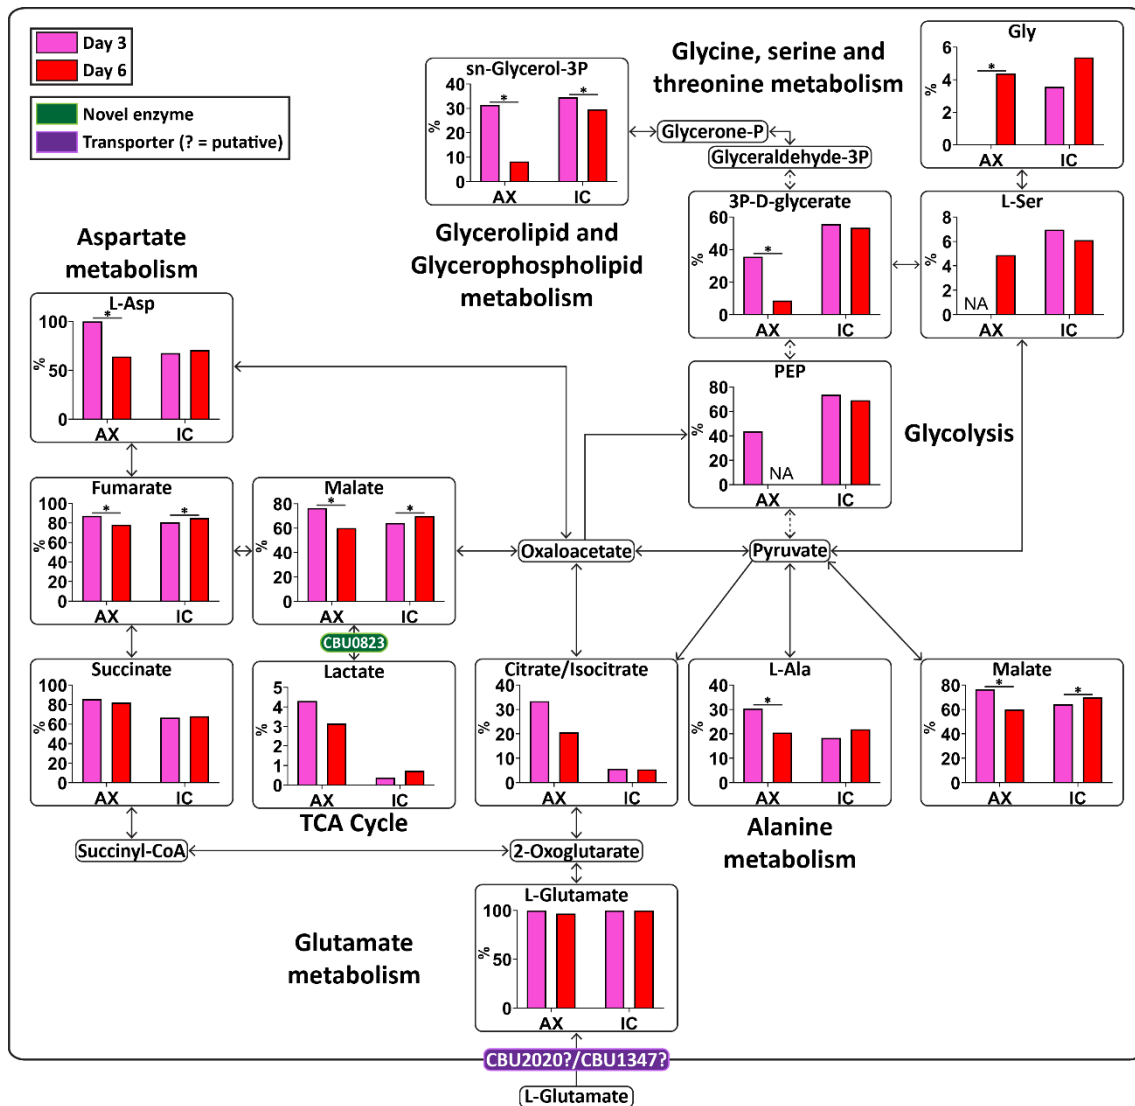 Day 3
Day 6
Novel enzyme
Transporter (? = putative)
sn-Glycerol-3P
%
40
30
20
10
0
*
*
AX IC
Glycerolipid and
Glycerophospholipid
metabolism
Glycine, serine and
threonine metabolism
Glycerone-P
Glyceraldehyde-3P
Gly
%
6
4
2
0
*
AX IC
3P-D-glycerate
%
60
40
20
0
*
AX IC
L-Ser
%
8
6
4
2
0
NA
AX IC
Aspartate
metabolism
L-Asp
%
100
50
0
*
AX IC
PEP
%
80
60
40
20
0
NA
AX IC
Glycolysis
Fumarate
%
100
80
60
40
20
0
*
*
AX IC
Malate
%
80
60
40
20
0
*
*
AX IC
Oxaloacetate
Pyruvate
CBU0823
Succinate
%
100
80
60
40
20
0
AX IC
Lactate
%
5
4
3
2
1
0
AX IC
TCA Cycle
Citrate/Isocitrate
%
40
30
20
10
0
AX IC
L-Ala
%
40
30
20
10
0
*
AX IC
Alanine
metabolism
Malate
%
80
60
40
20
0
*
*
AX IC
Succinyl-CoA
2-Oxoglutarate
Glutamate
metabolism
L-Glutamate
%
100
50
0
AX IC
CBU2020?/CBU1347?
L-Glutamate